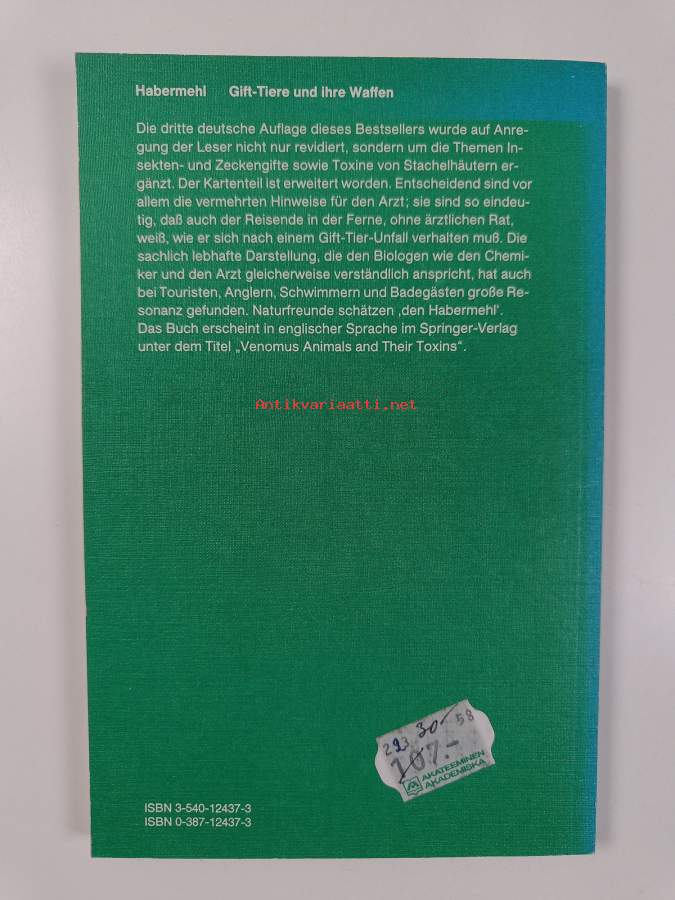 Habermehl Gift-Tiere und ihre Waffen
Die dritte deutsche Auflage dieses Bestsellers wurde auf Anre-
gung der Leser nicht nur revidiert, sondern um die Themen In-
sekten- und Zeckengifte sowie Toxine von Stachelhäutern er-
gänzt. Der Kartenteil ist erweitert worden. Entscheidend sind vor
allem die vermehrten Hinweise für den Arzt; sie sind so eindeu-
tig, daß auch der Reisende in der Ferne, ohne ärztlichen Rat,
weiß, wie er sich nach einem Gift-Tier-Unfall verhalten muß. Die
sachlich lebhafte Darstellung, die den Biologen wie den Chemi-
ker und den Arzt gleicherweise verständlich anspricht, hat auch
bei Touristen, Anglern, Schwimmern und Badegästen große Re-
sonanz gefunden. Naturfreunde schätzen ‚den Habermehl'.
Das Buch erscheint in englischer Sprache im Springer-Verlag
unter dem Titel „Venomus Animals and Their Toxins“.
Antikvariaatti.net
293 30- 58
107.-
AKATEEMINEN
AKADEMISKA
ISBN 3-540-12437-3
ISBN 0-387-12437-3